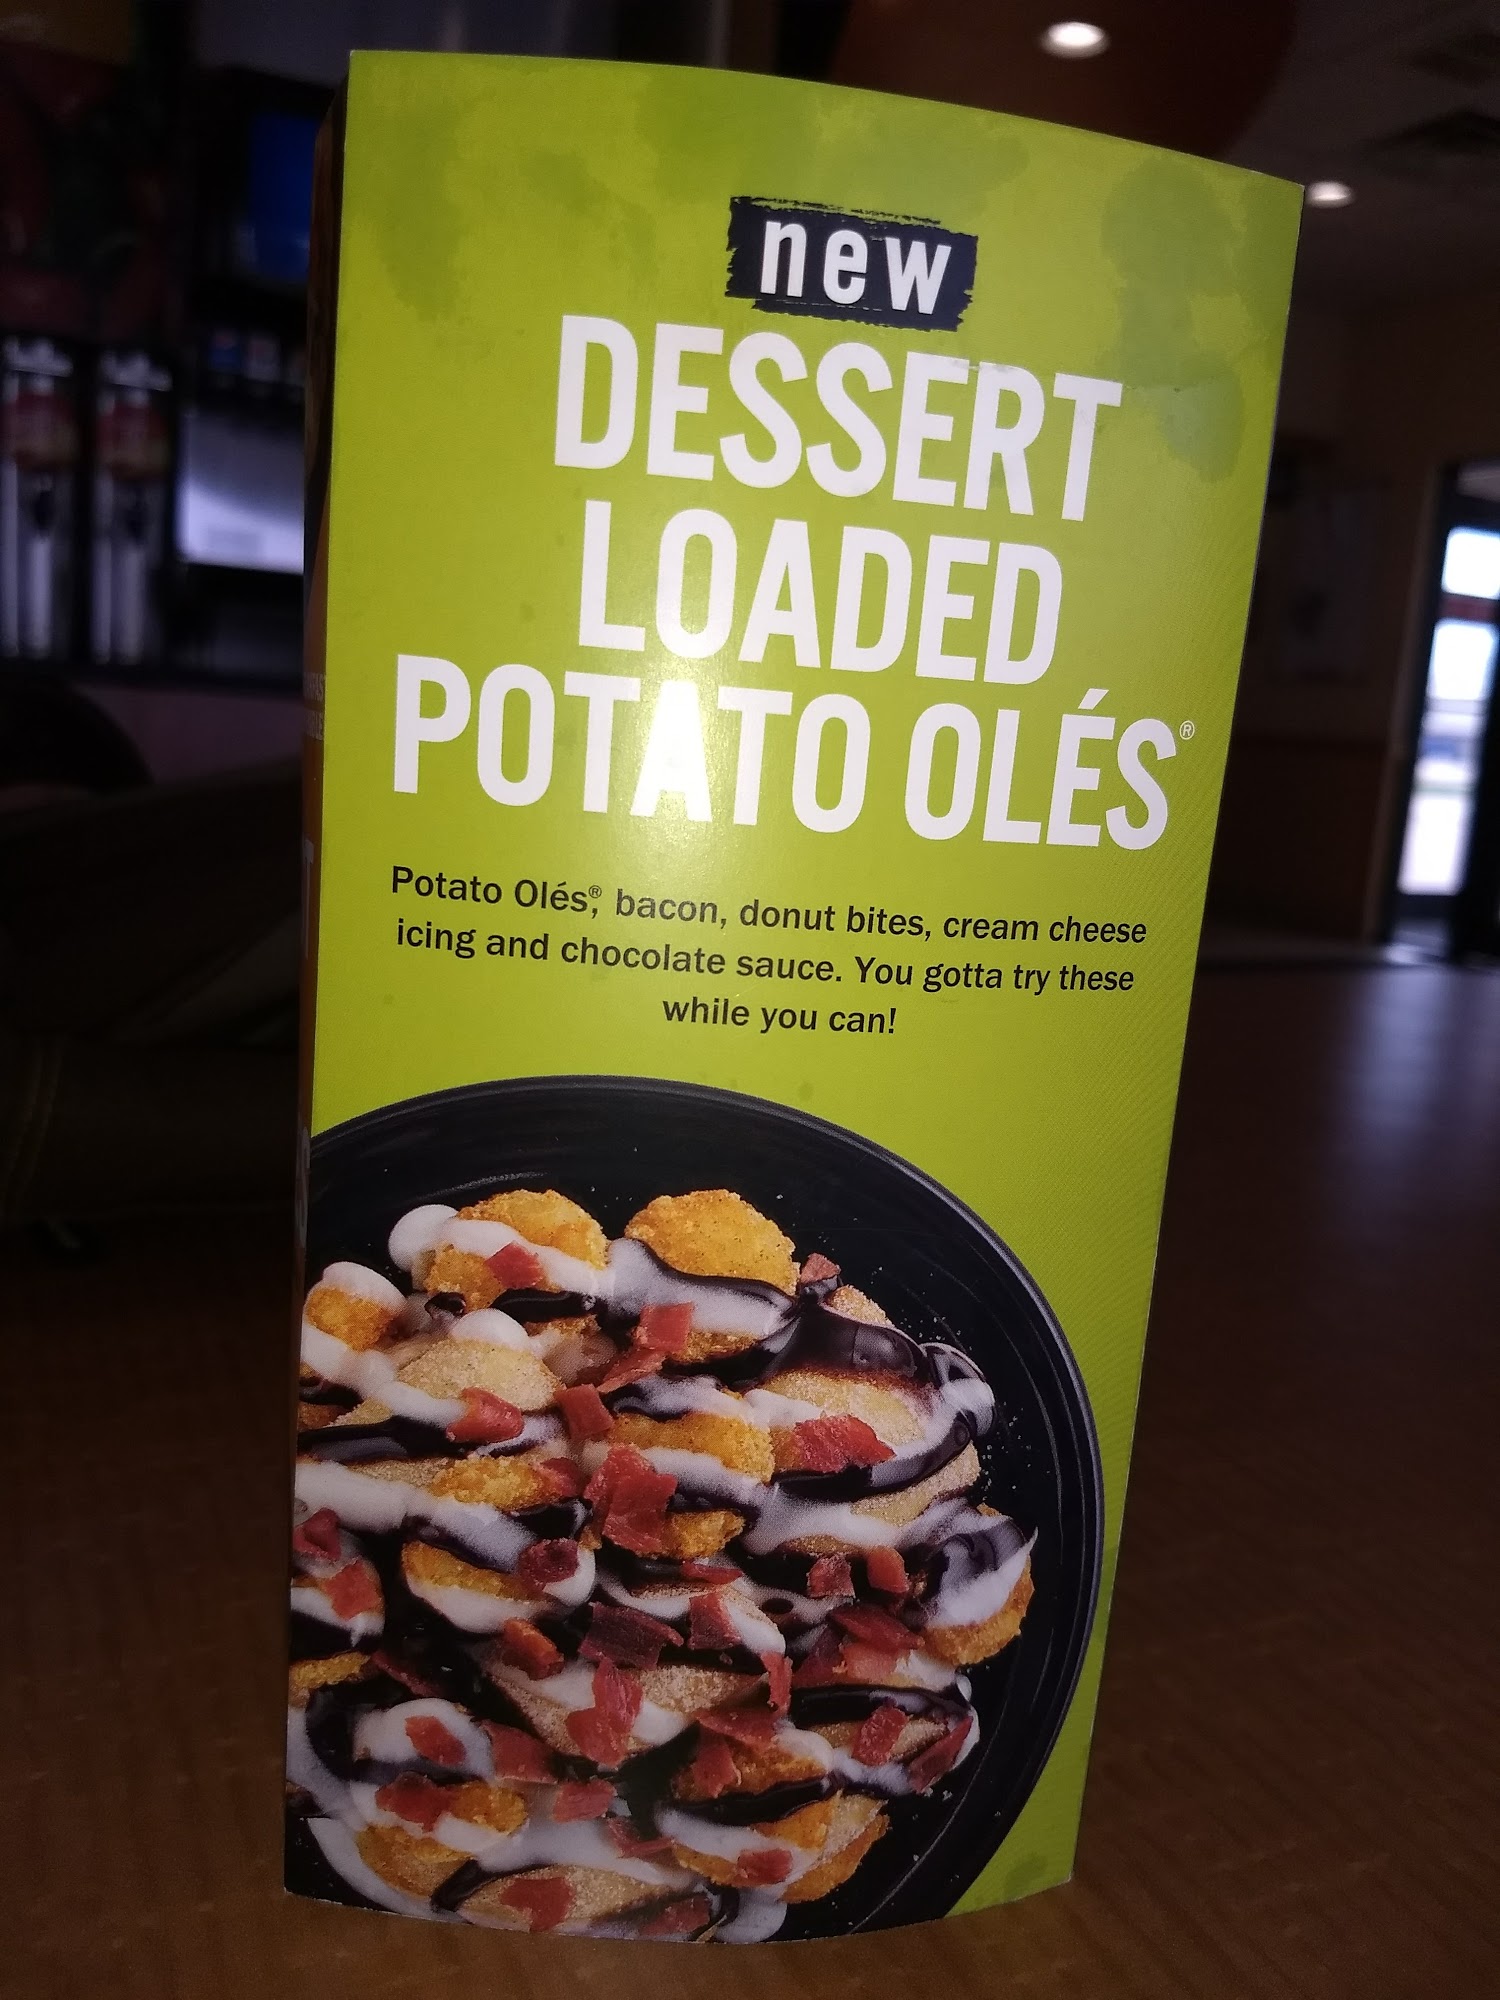 new
DESSERT
LOADED
POTATO OLÉS®
Potato Olés®, bacon, donut bites, cream cheese
icing and chocolate sauce. You gotta try these
while you can!